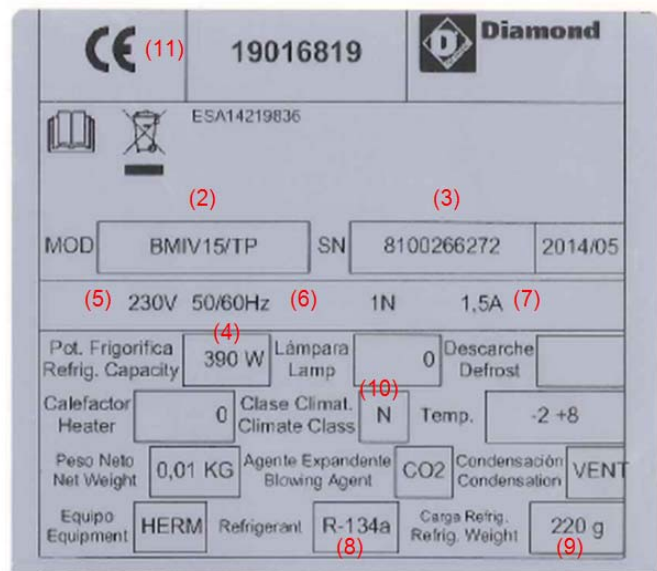 CE (11) 19016819 D Diamond
ESA14219836
(2) (3)
MOD BMIV15/TP SN 8100266272 2014/05
(5) 230V 50/60Hz (6) 1N 1,5A (7)
(4)
Pot. Frigorifica Refrig. Capacity 390 W Lámpara Lamp 0 Descarche Defrost
(10)
Calefactor Heater 0 Clase Climat. Climate Class N Temp. -2 +8
Peso Neto Net Weight 0,01 KG Agente Expandente Blowing Agent CO2 Condensación Condensation VENT
Equipo Equipment HERM Refrigerant R-134a Carga Refrig. Refrig. Weight 220 g
(8) (9)